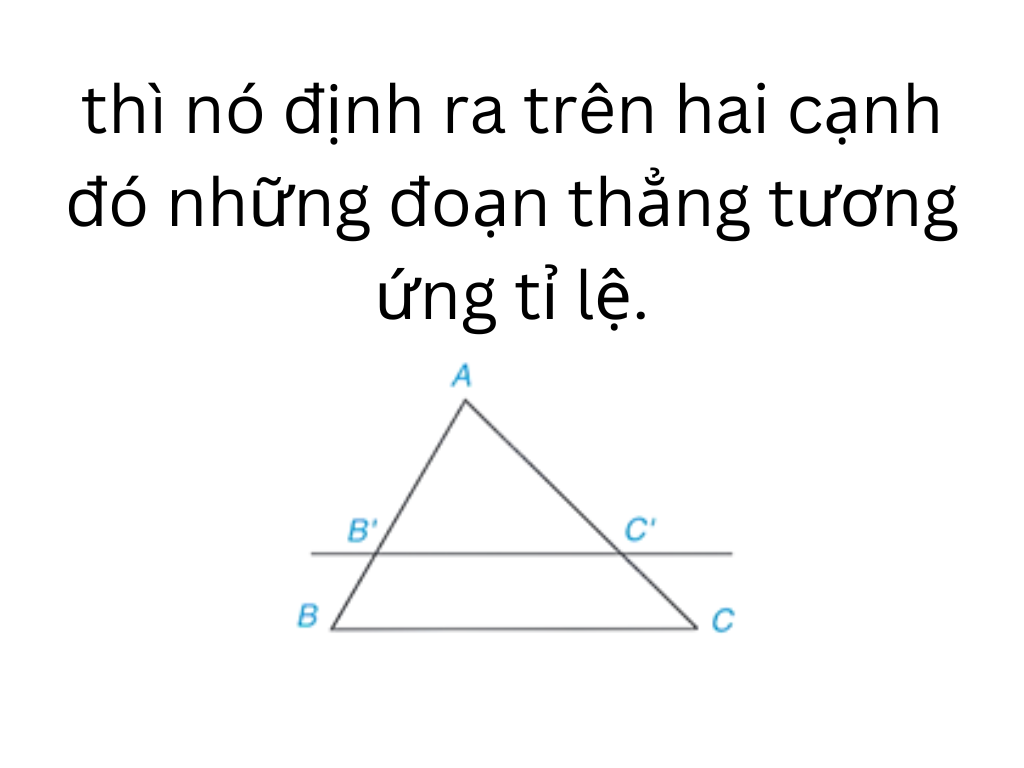 thì nó định ra trên hai cạnh
đó những đoạn thẳng tương
ứng tỉ lệ.
A
B' C'
B C